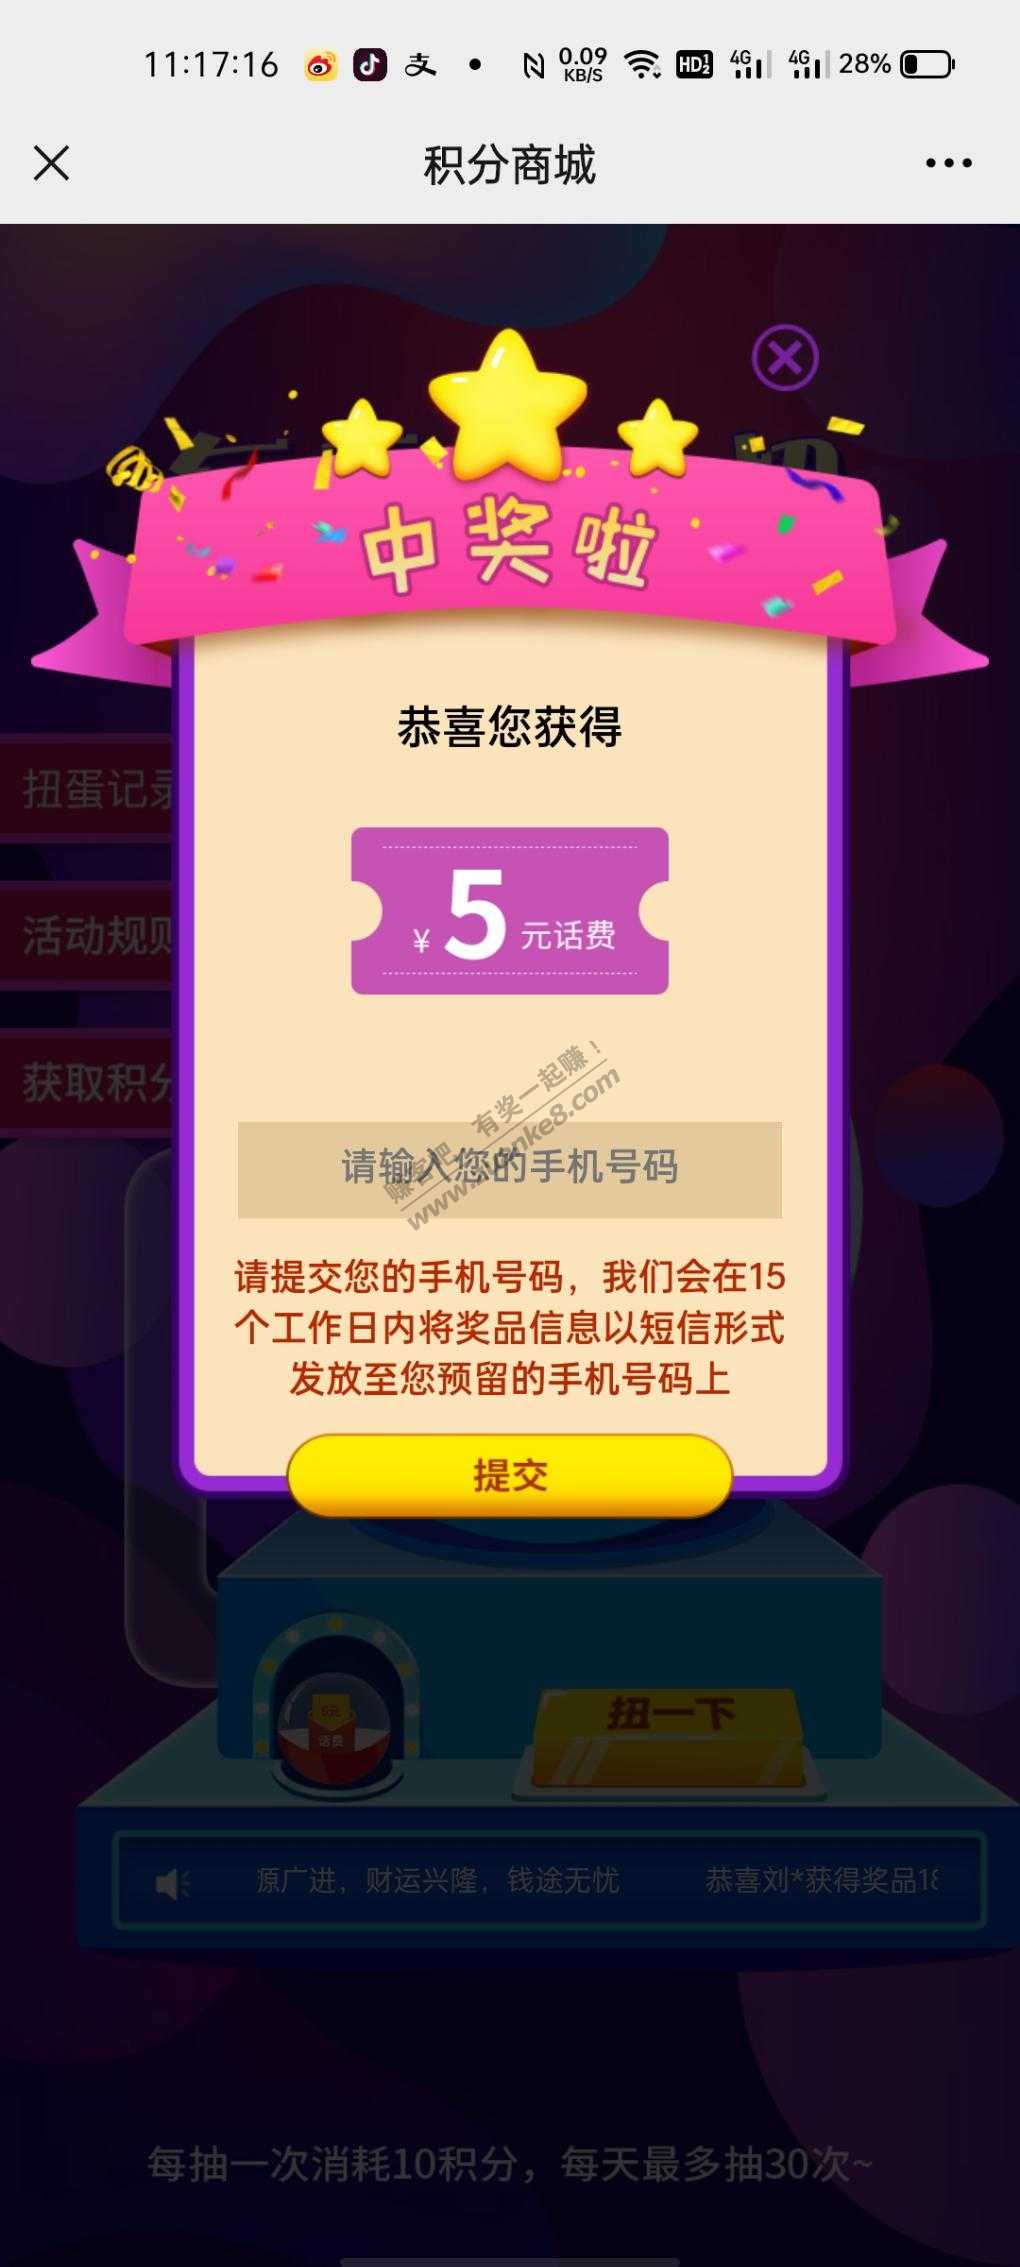 11:17:16
0.09
KB/S
HD
4G
4G
28%
积分商城
中奖啦
恭喜您获得
扭蛋记录
¥5元话费
活动规则
获取积分
赚客吧，有奖一起赚！
www.zuanke8.com
请输入您的手机号码
请提交您的手机号码，我们会在15
个工作日内将奖品信息以短信形式
发放至您预留的手机号码上
提交
5元
话费
扭一下
源广进，财运兴隆，钱途无忧
恭喜刘*获得奖品18
每抽一次消耗10积分，每天最多抽30次~